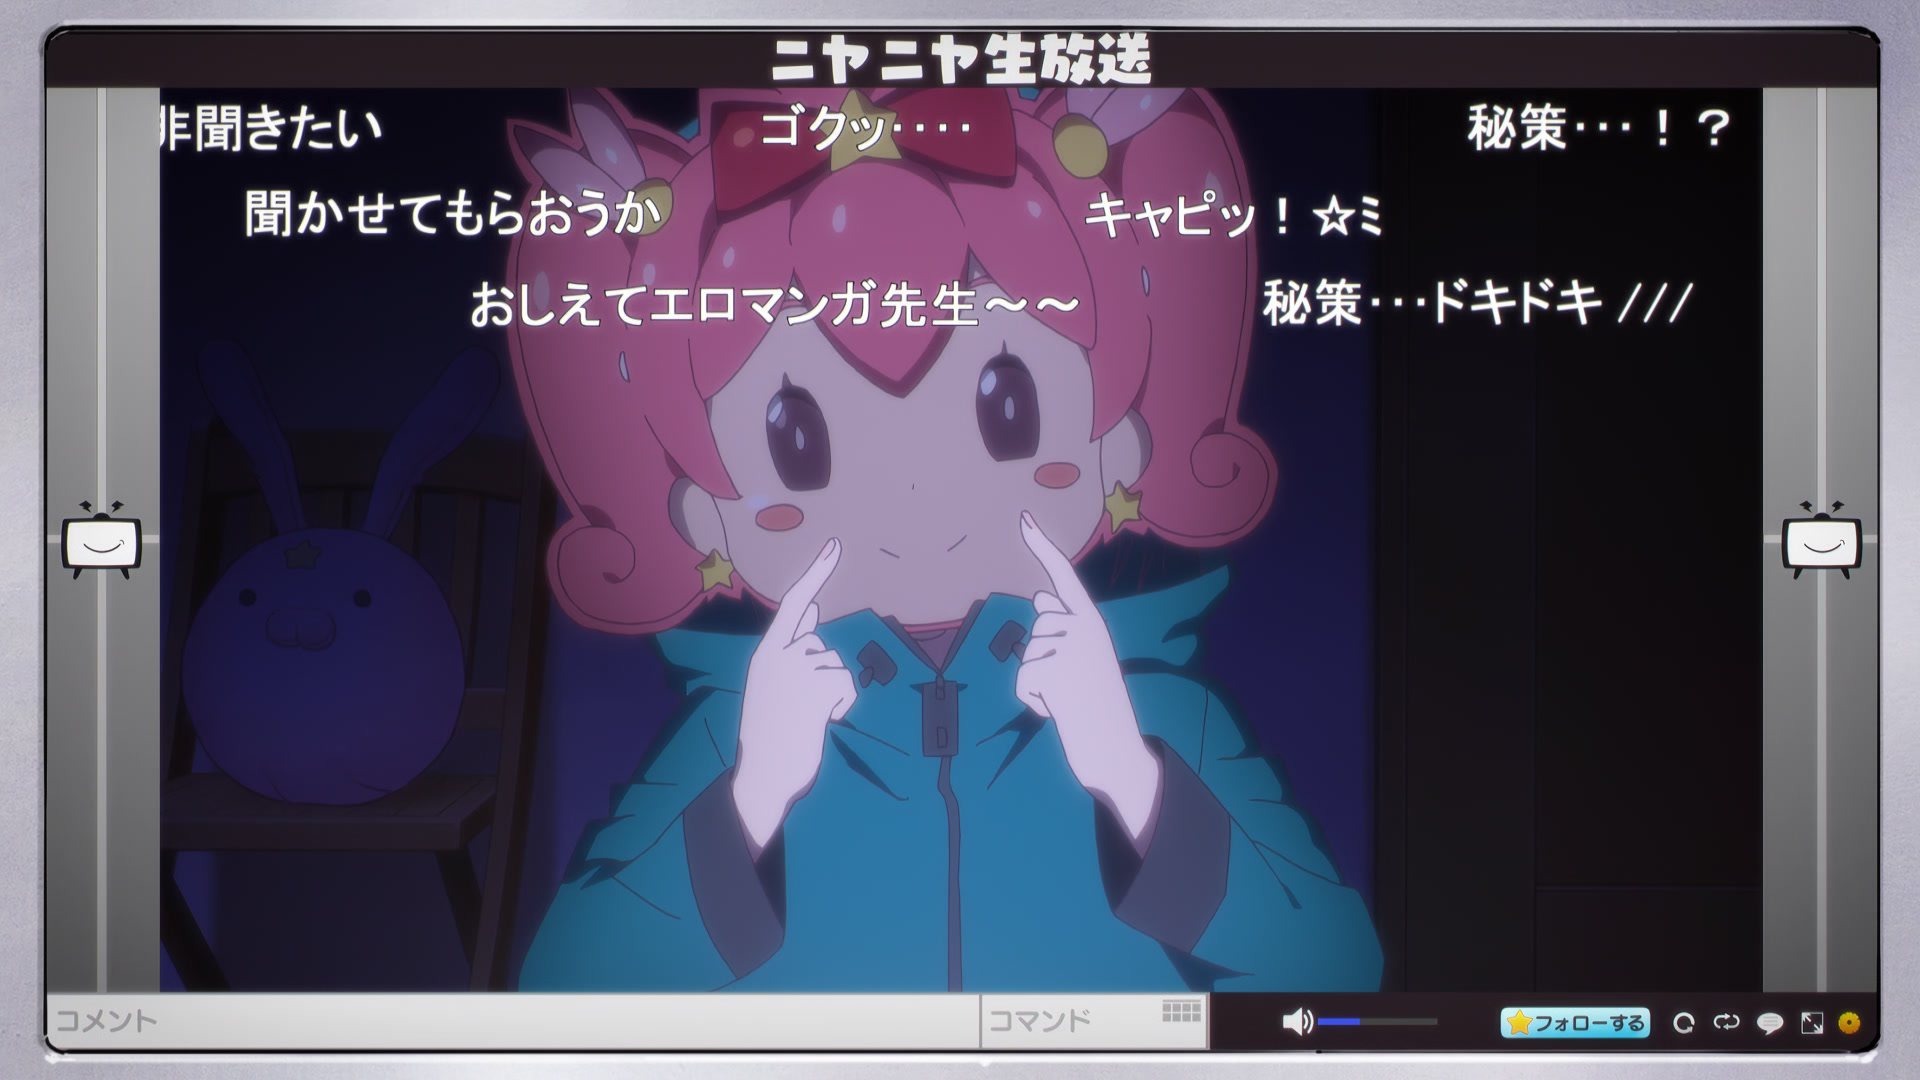 ニヤニヤ生放送
非聞きたい
ゴクッ‥‥
秘策…！？
聞かせてもらおうか
キャピッ！☆ﾐ
おしえてエロマンガ先生～～
秘策…ドキドキ///
コメント
コマンド
フォローする